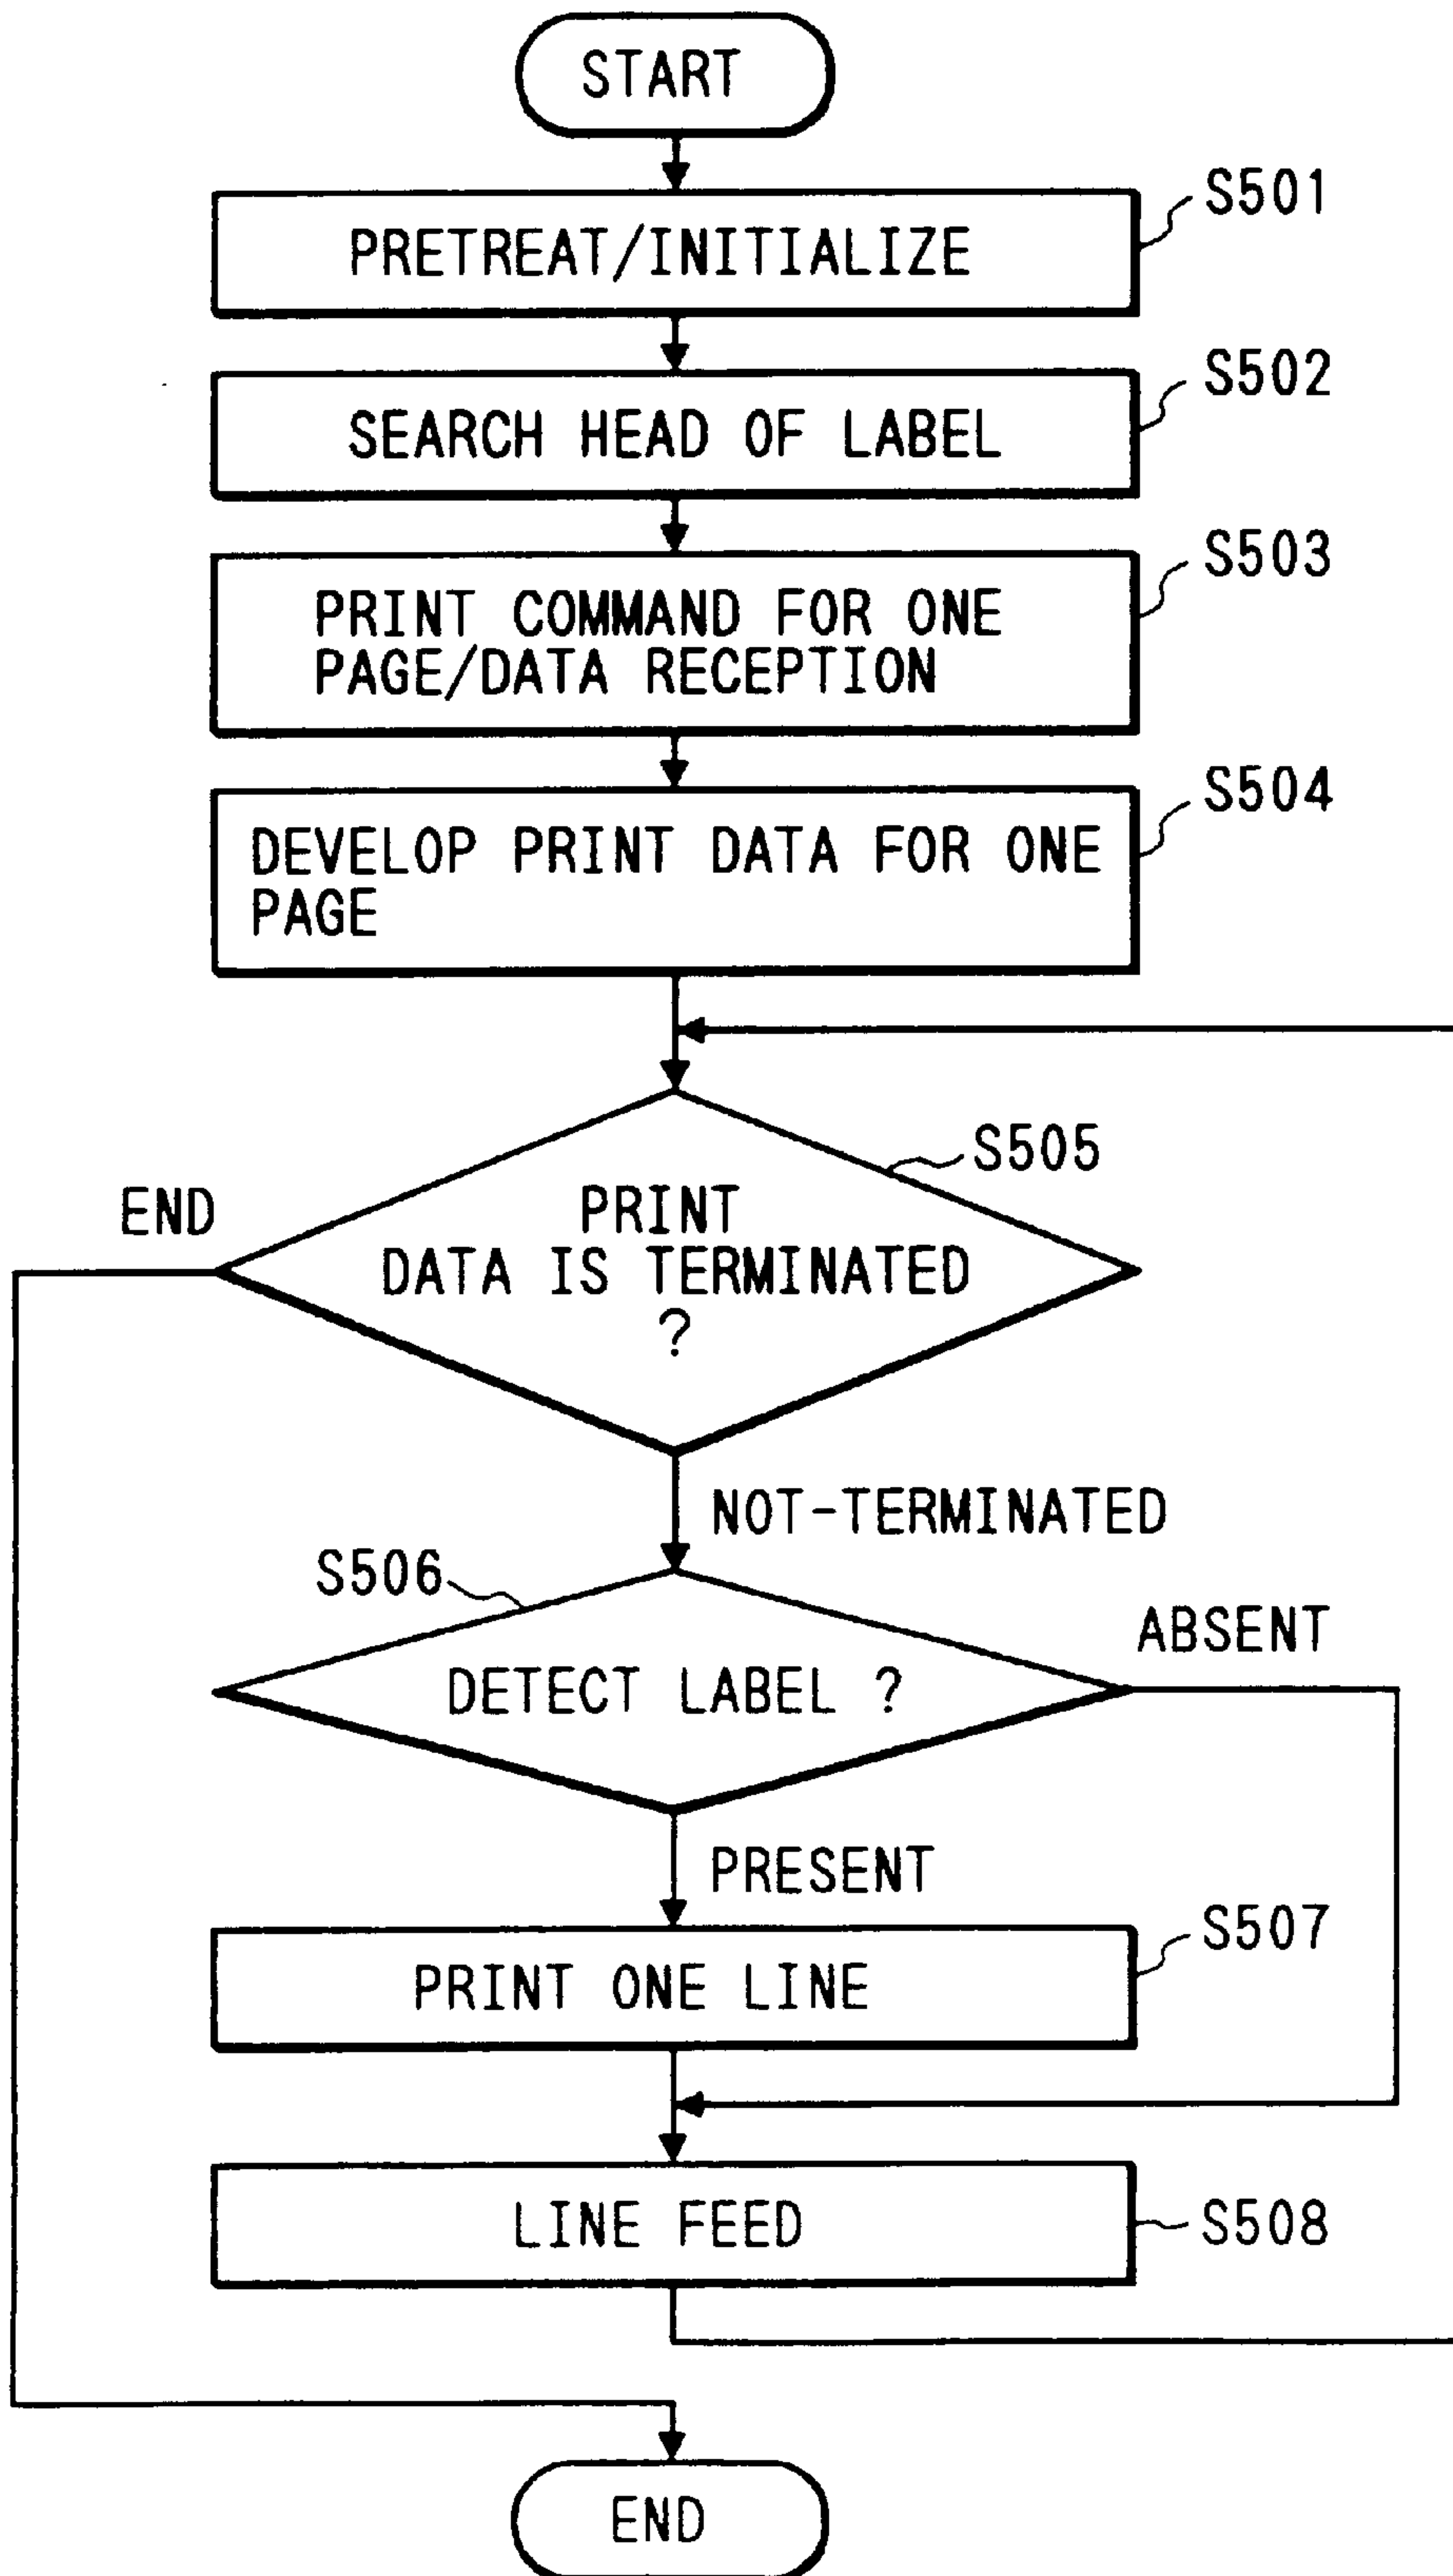 START
S501
PRETREAT/INITIALIZE
S502
SEARCH HEAD OF LABEL
S503
PRINT COMMAND FOR ONE
PAGE/DATA RECEPTION
S504
DEVELOP PRINT DATA FOR ONE
PAGE
S505
END
PRINT
DATA IS TERMINATED
?
NOT-TERMINATED
S506
ABSENT
DETECT LABEL ?
PRESENT
S507
PRINT ONE LINE
LINE FEED
S508
END